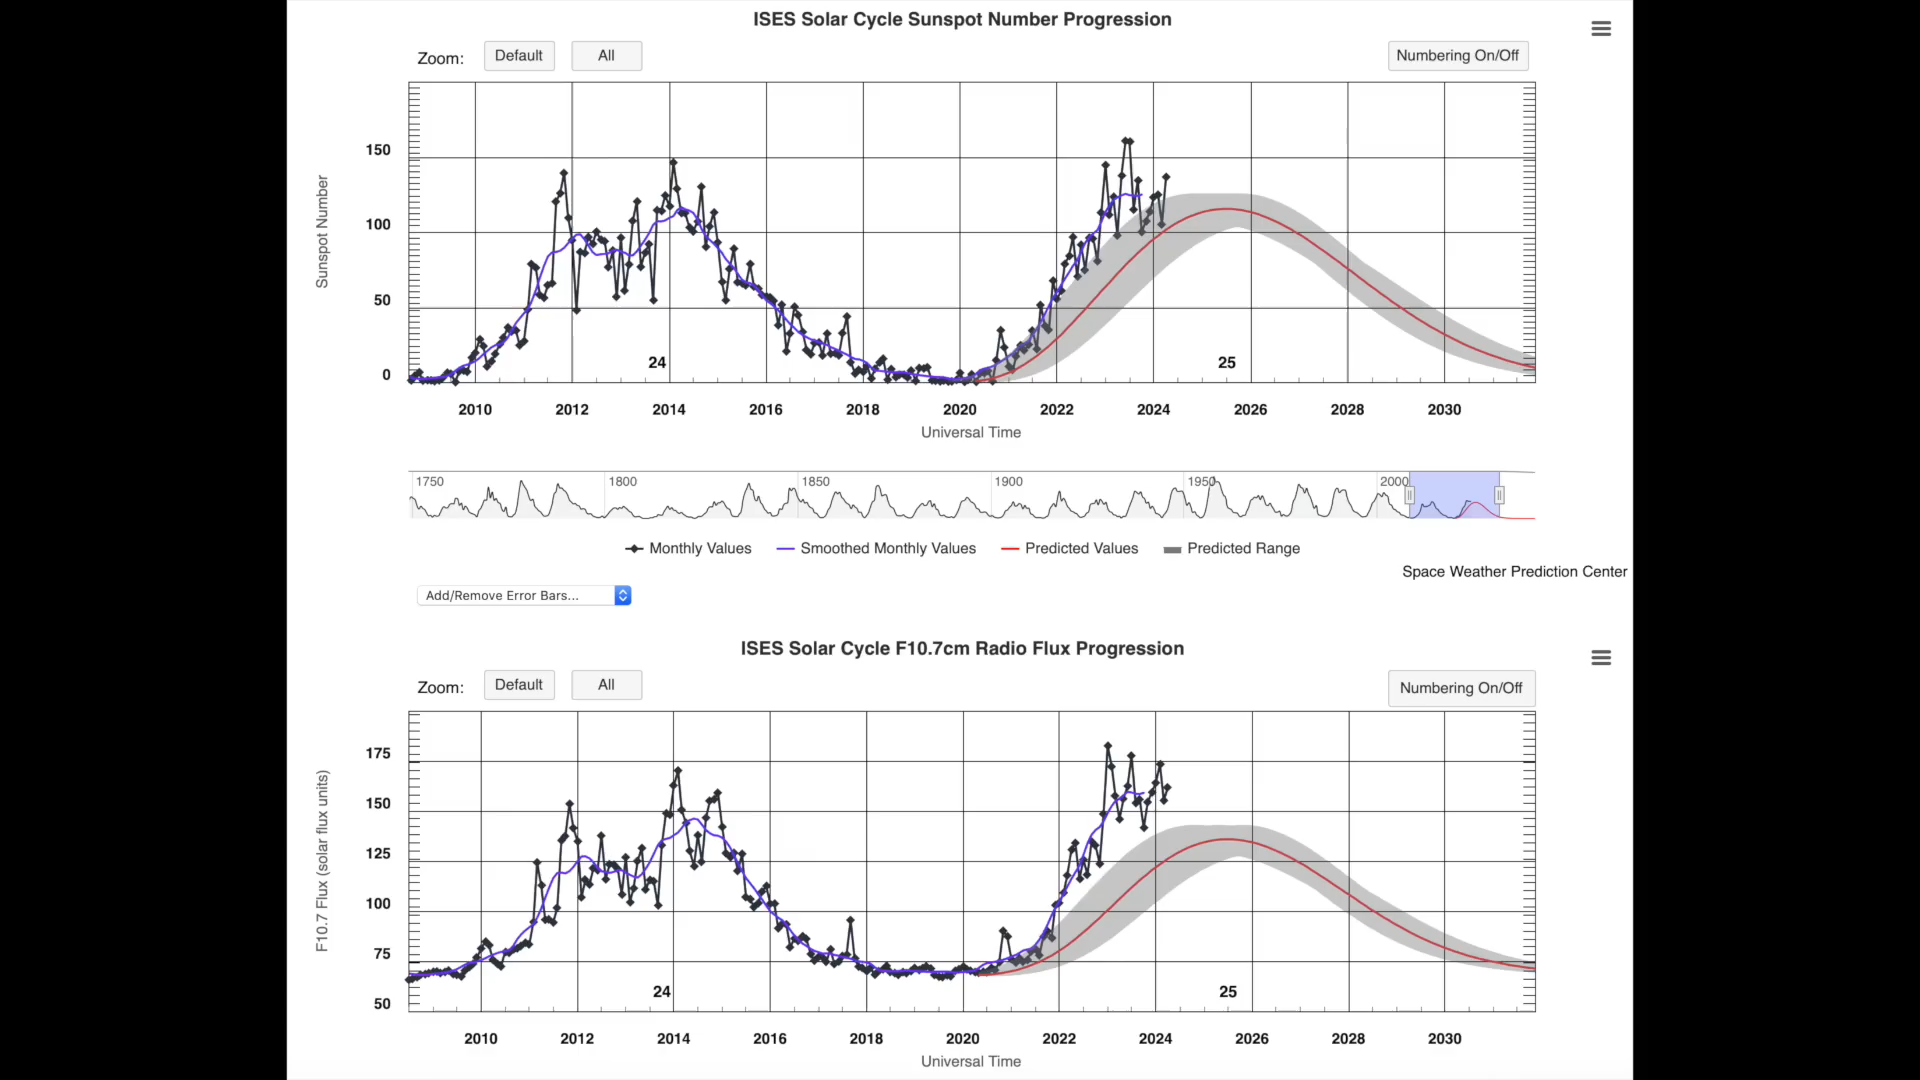 ISES Solar Cycle Sunspot Number Progression
Zoom: Default All Numbering On/Off
150
100
50
0
Sunspot Number
24 25
2010 2012 2014 2016 2018 2020 2022 2024 2026 2028 2030
Universal Time
1750 1800 1850 1900 1950 2000
Monthly Values Smoothed Monthly Values Predicted Values Predicted Range
Space Weather Prediction Center
Add/Remove Error Bars...
ISES Solar Cycle F10.7cm Radio Flux Progression
Zoom: Default All Numbering On/Off
175
150
125
100
75
50
F10.7 Flux (solar flux units)
24 25
2010 2012 2014 2016 2018 2020 2022 2024 2026 2028 2030
Universal Time